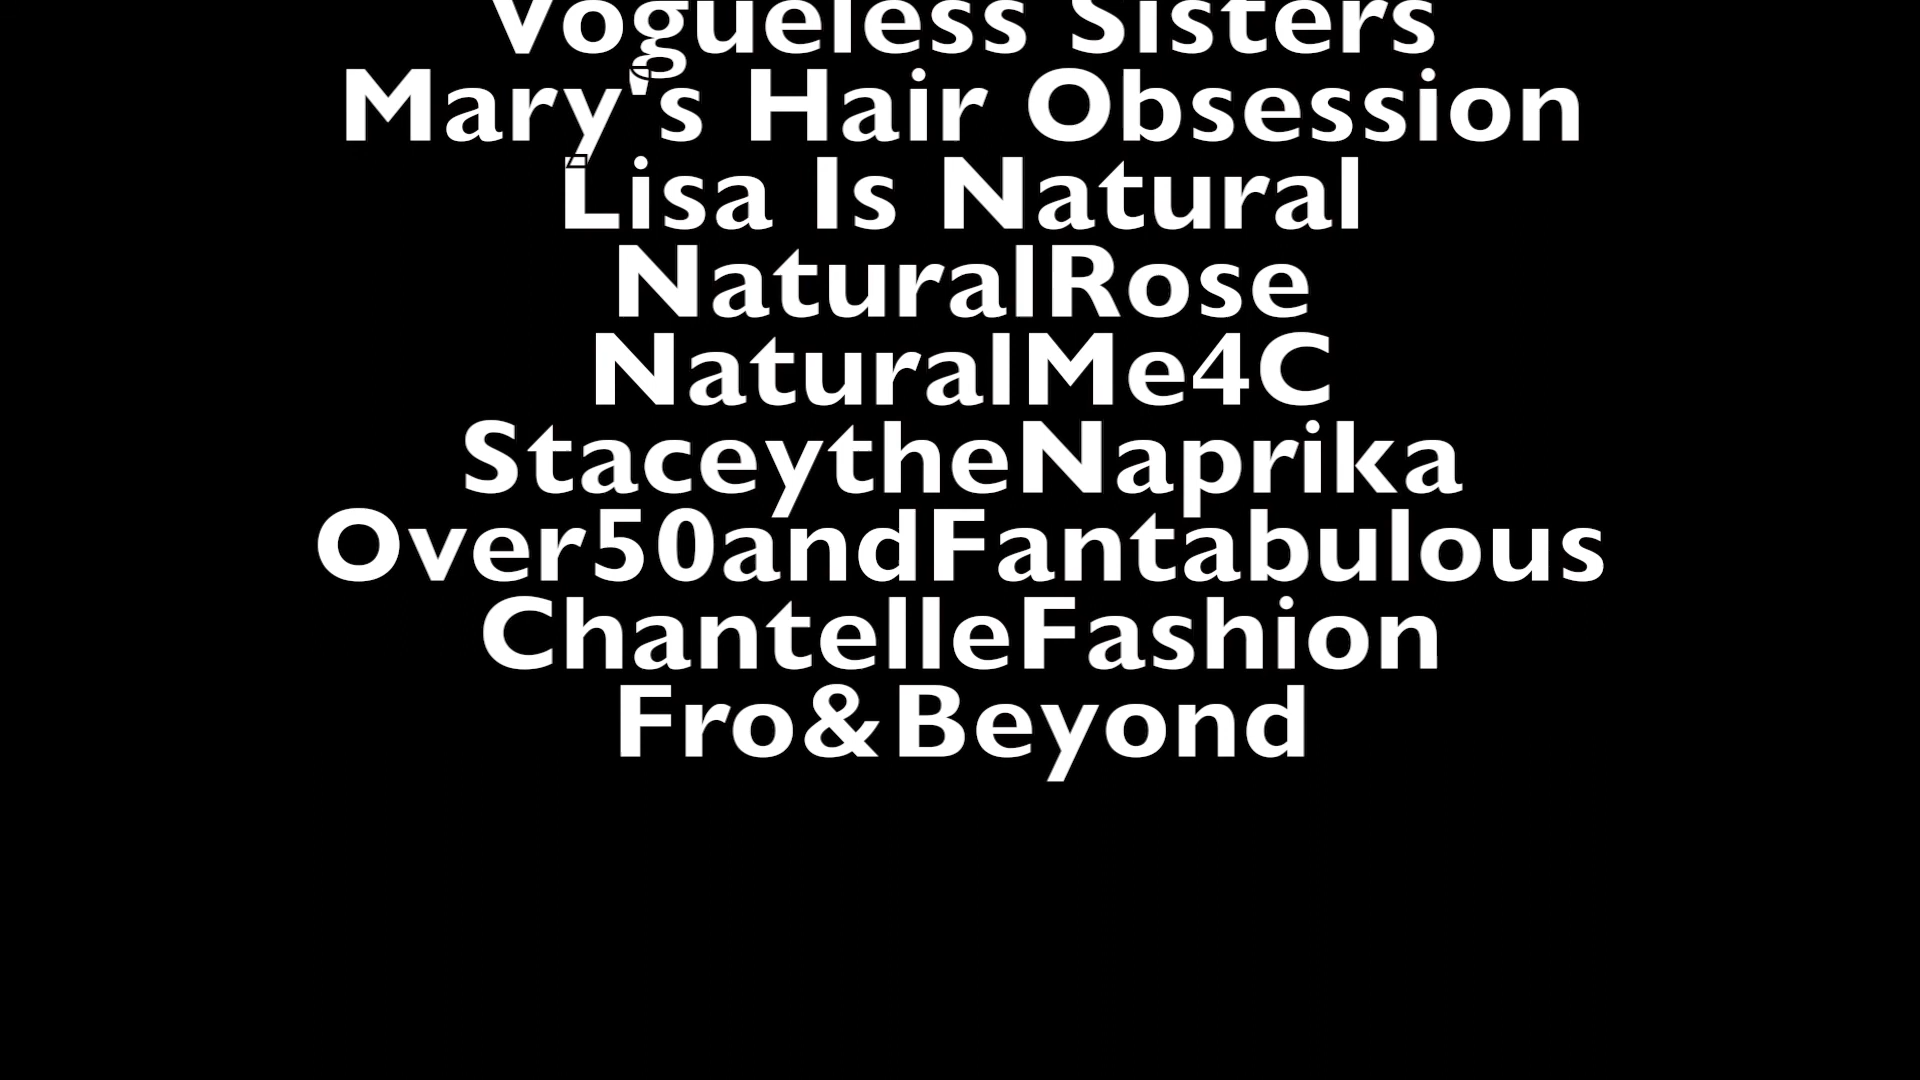 Vogueless Sisters
Mary's Hair Obsession
Lisa Is Natural
NaturalRose
NaturalMe4C
StaceytheNaprika
Over50andFantabulous
ChantelleFashion
Fro&Beyond